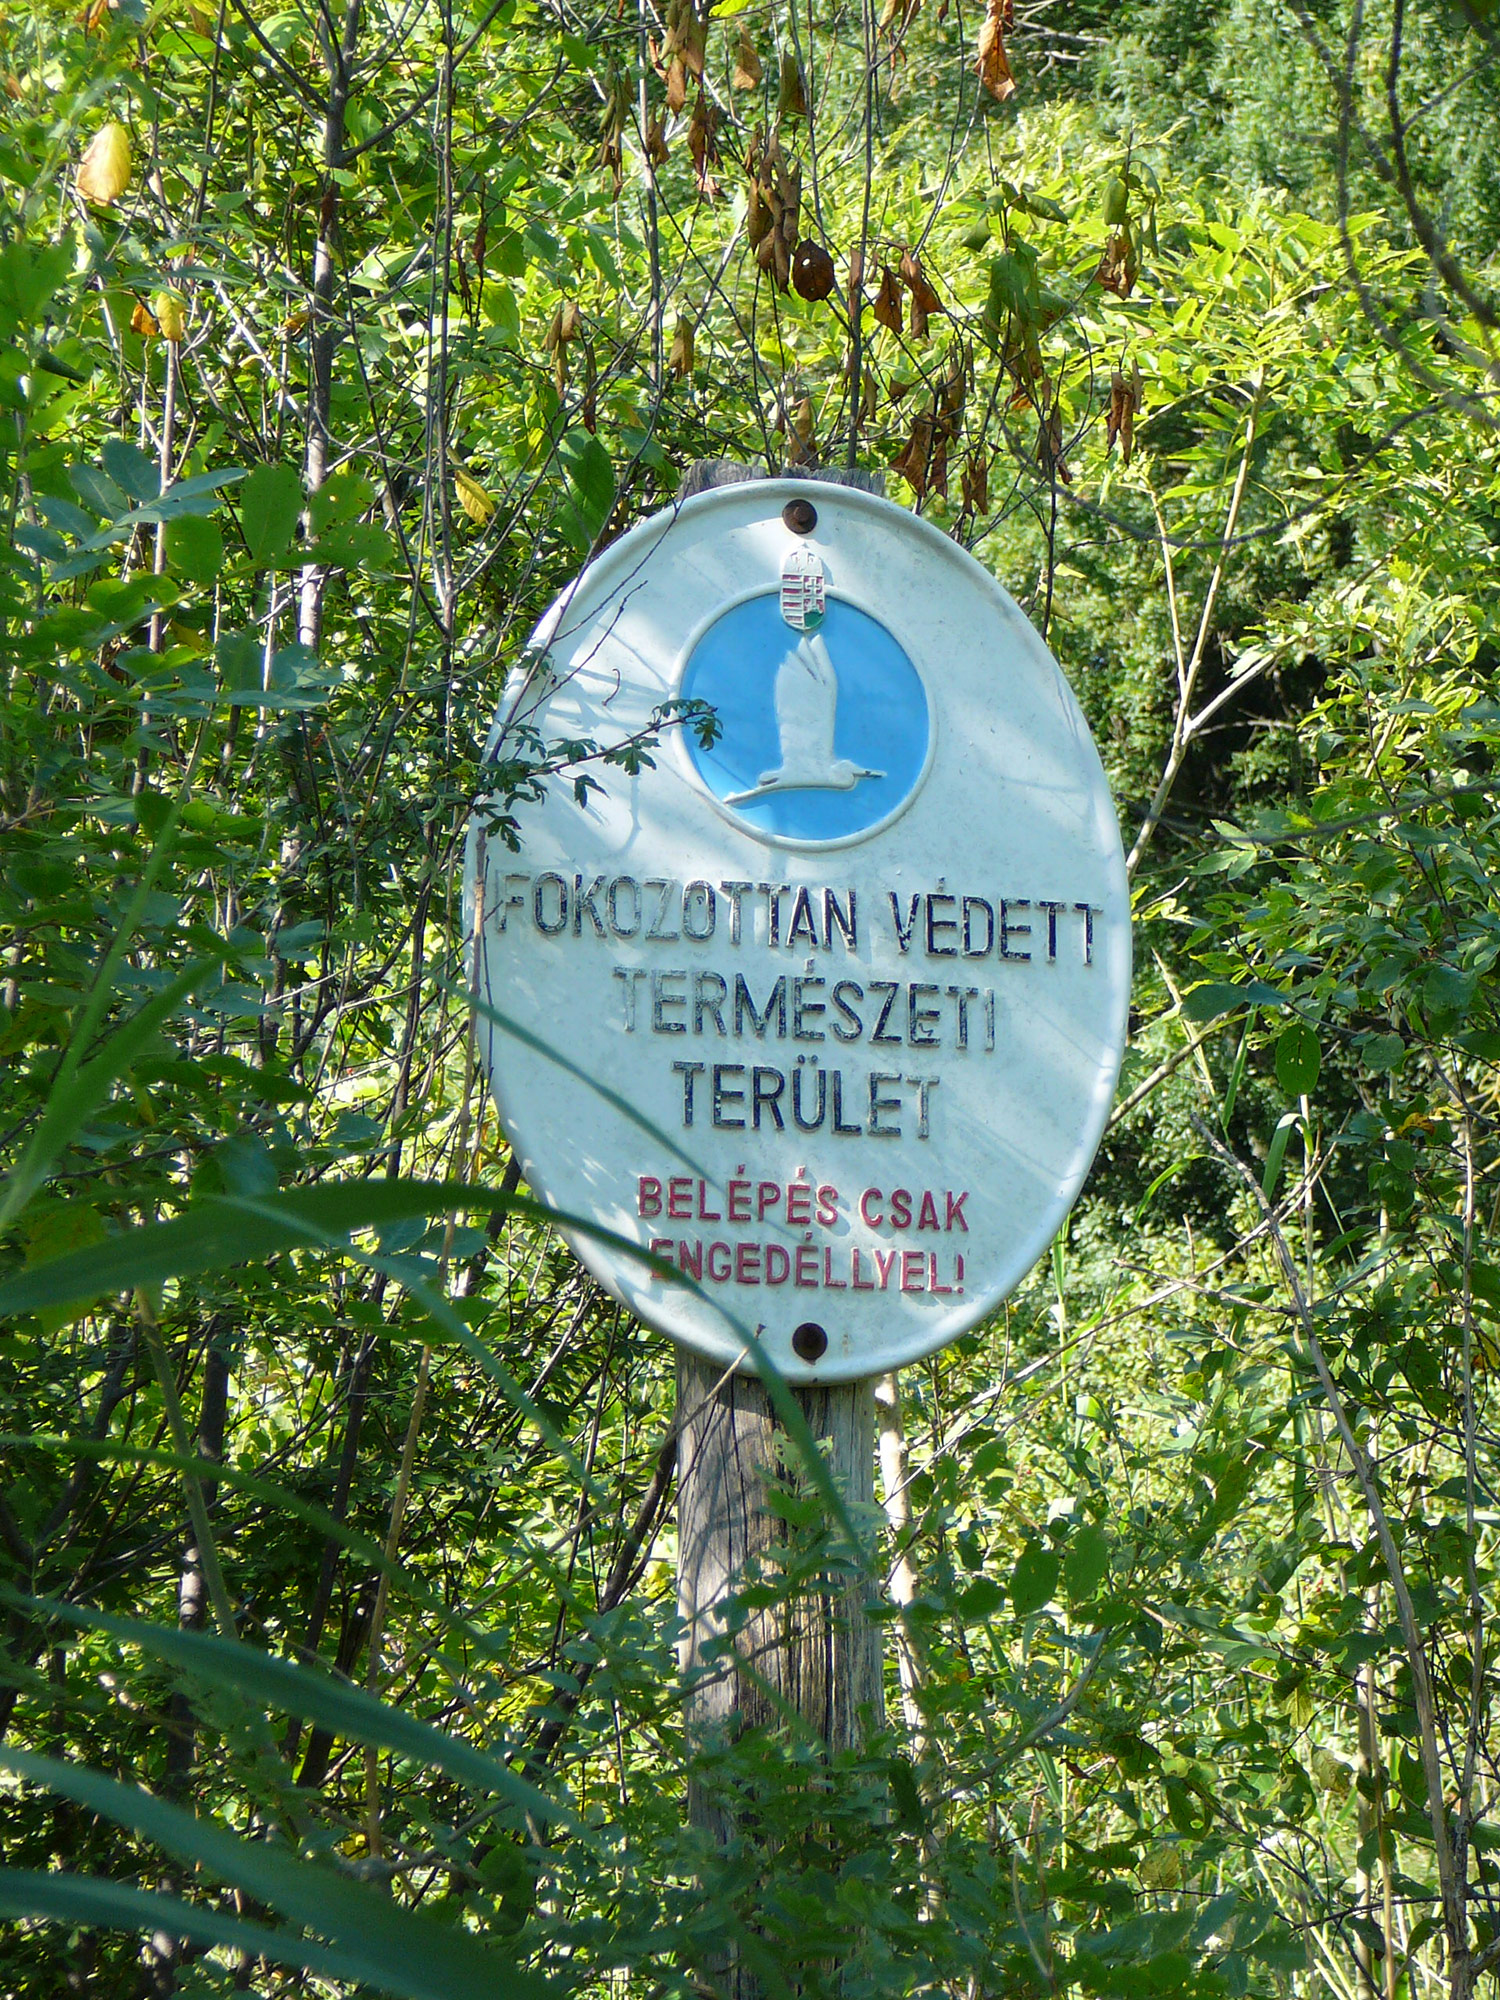 FOKOZOTTAN VÉDETT
TERMÉSZETI
TERÜLET
BELÉPÉS CSAK
ENGEDÉLLYEL!